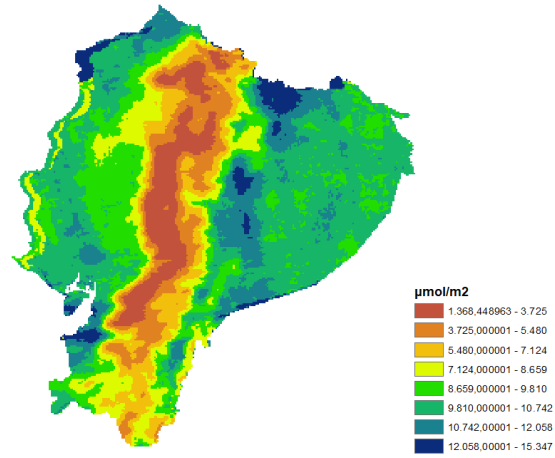 µmol/m2
1.368,448963 - 3.725
3.725,000001 - 5.480
5.480,000001 - 7.124
7.124,000001 - 8.659
8.659,000001 - 9.810
9.810,000001 - 10.742
10.742,00001 - 12.058
12.058,00001 - 15.347